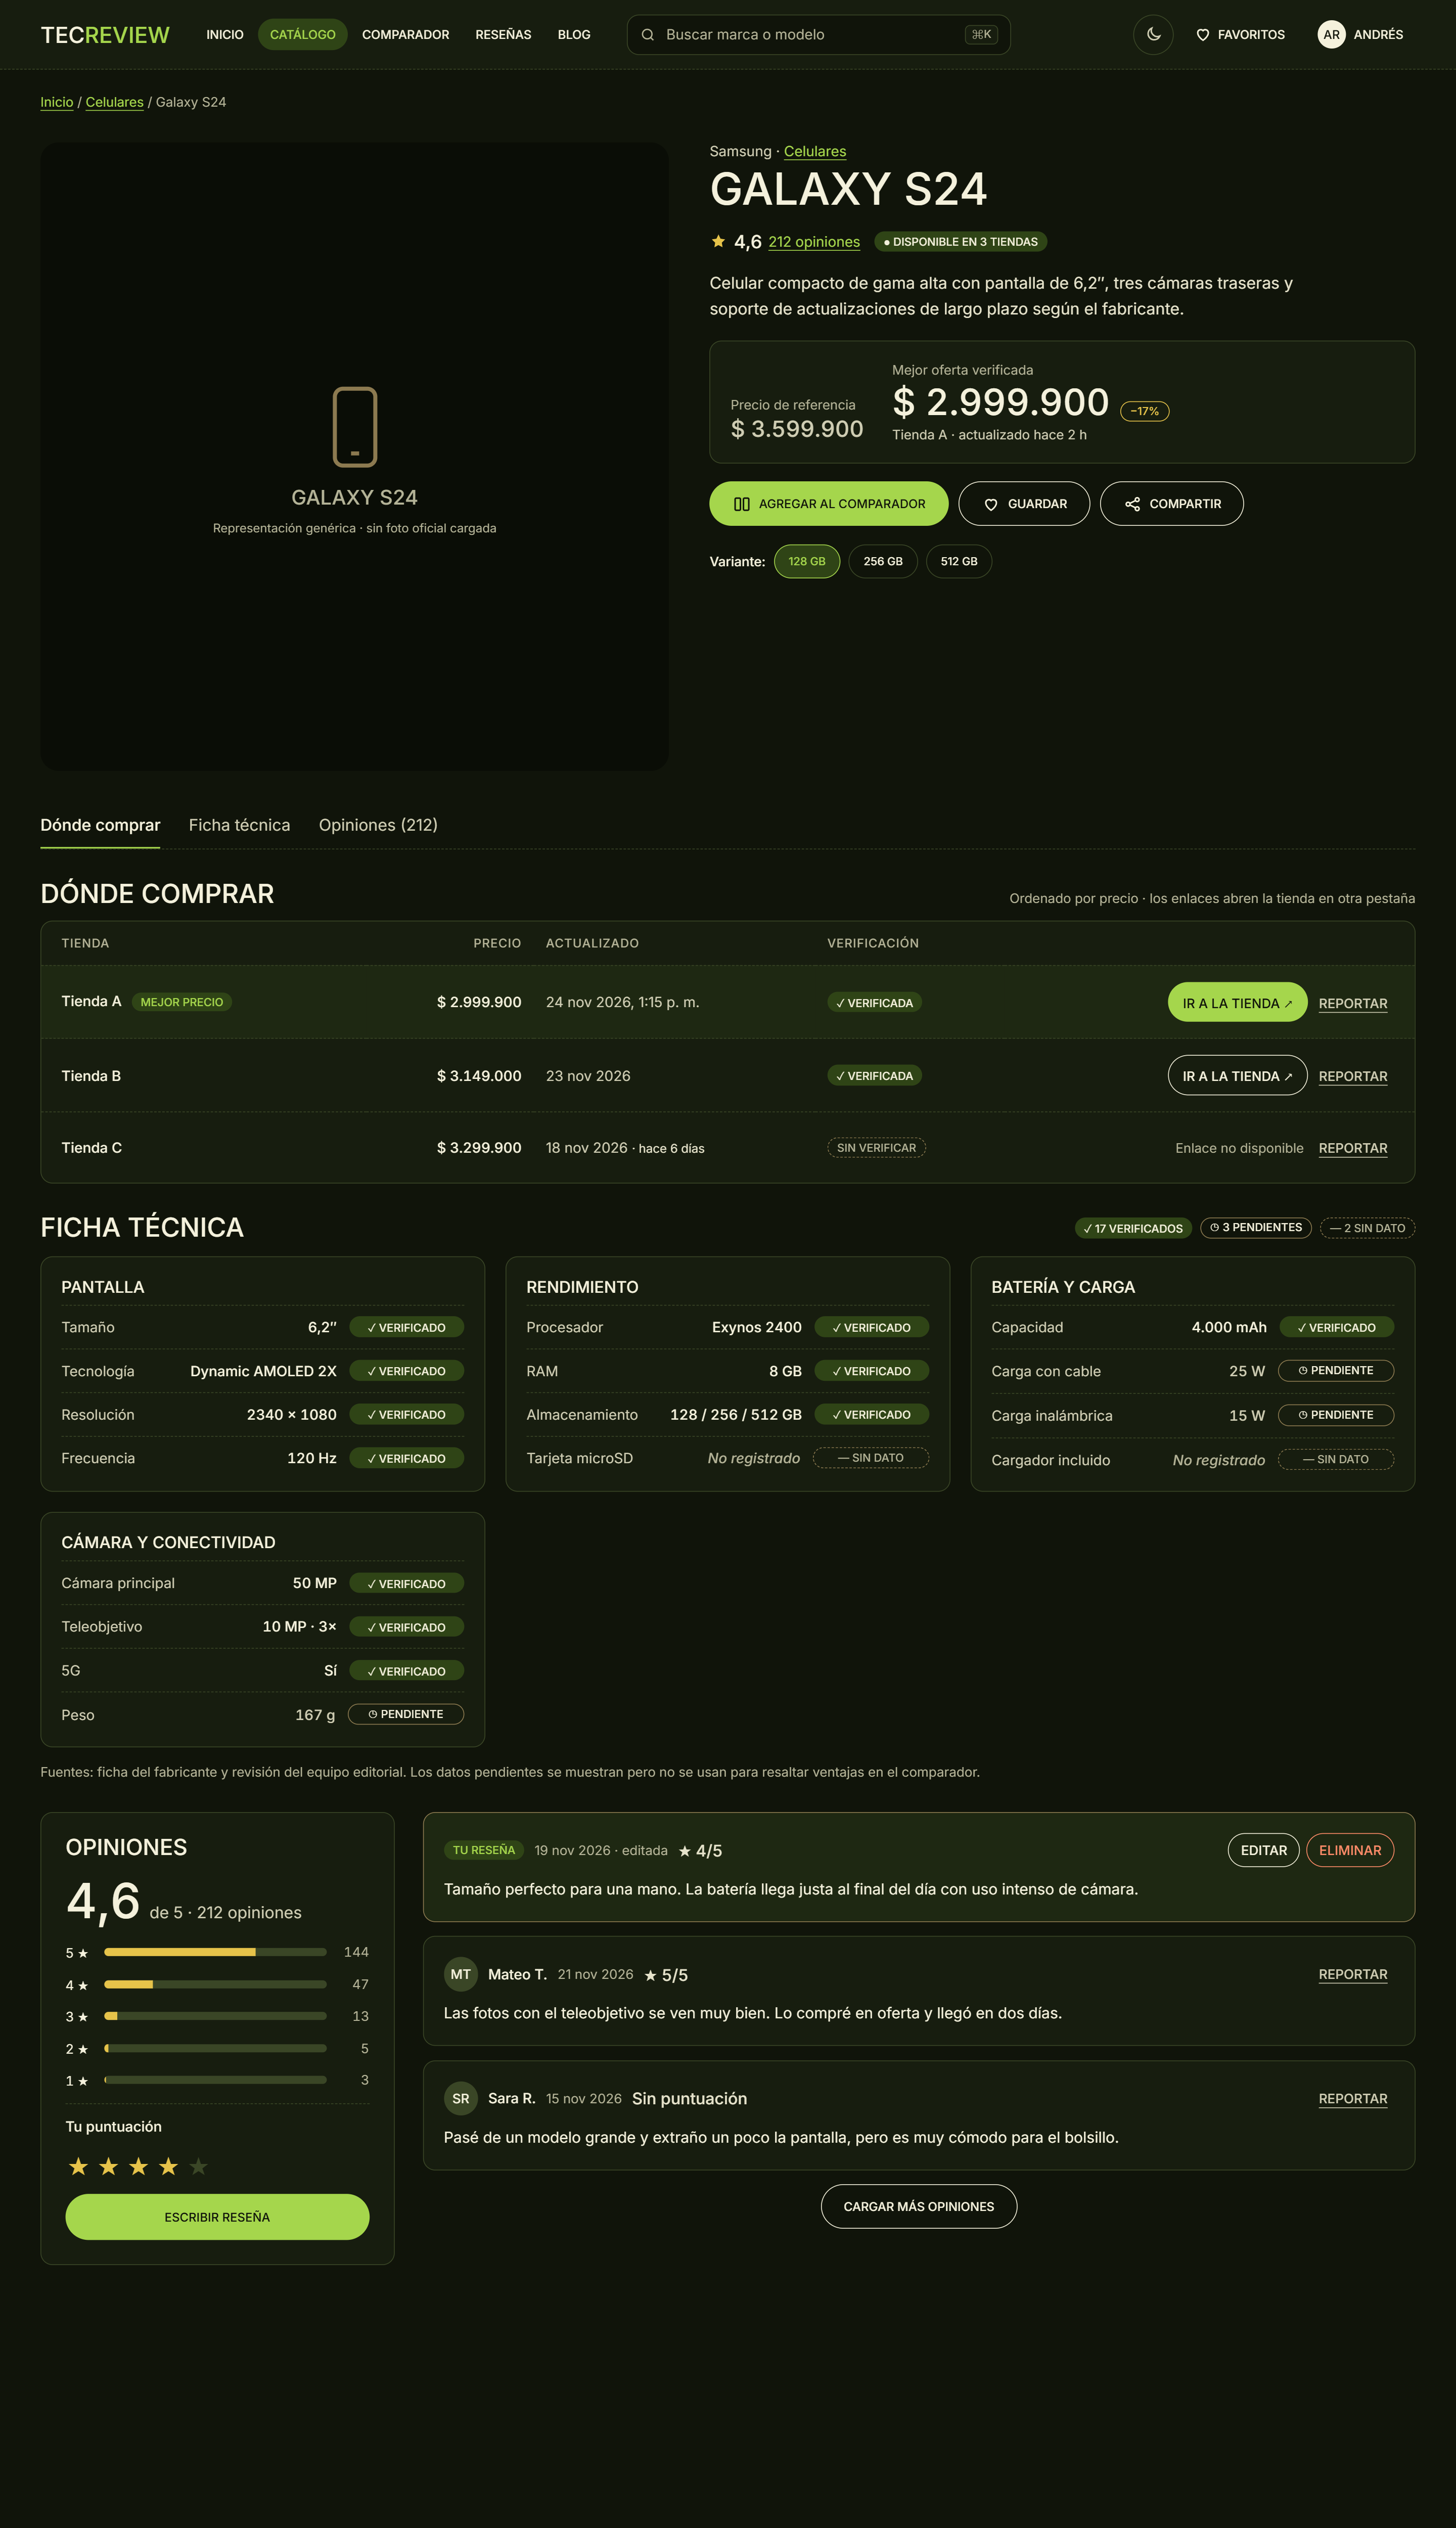 TECREVIEW
INICIO
CATÁLOGO
COMPARADOR
RESEÑAS
BLOG
Buscar marca o modelo
⌘K
FAVORITOS
AR
ANDRÉS
Inicio / Celulares / Galaxy S24
GALAXY S24
Representación genérica · sin foto oficial cargada
Samsung · Celulares
GALAXY S24
★ 4,6 212 opiniones
● DISPONIBLE EN 3 TIENDAS
Celular compacto de gama alta con pantalla de 6,2″, tres cámaras traseras y
soporte de actualizaciones de largo plazo según el fabricante.
Precio de referencia
$ 3.599.900
Mejor oferta verificada
$ 2.999.900
−17%
Tienda A · actualizado hace 2 h
AGREGAR AL COMPARADOR
GUARDAR
COMPARTIR
Variante:
128 GB
256 GB
512 GB
Dónde comprar
Ficha técnica
Opiniones (212)
DÓNDE COMPRAR
Ordenado por precio · los enlaces abren la tienda en otra pestaña
TIENDA PRECIO ACTUALIZADO VERIFICACIÓN
Tienda A MEJOR PRECIO $ 2.999.900 24 nov 2026, 1:15 p. m. ✓ VERIFICADA IR A LA TIENDA ↗ REPORTAR
Tienda B $ 3.149.000 23 nov 2026 ✓ VERIFICADA IR A LA TIENDA ↗ REPORTAR
Tienda C $ 3.299.900 18 nov 2026 · hace 6 días SIN VERIFICAR Enlace no disponible REPORTAR
FICHA TÉCNICA
✓ 17 VERIFICADOS
◷ 3 PENDIENTES
— 2 SIN DATO
PANTALLA
Tamaño 6,2″ ✓ VERIFICADO
Tecnología Dynamic AMOLED 2X ✓ VERIFICADO
Resolución 2340 × 1080 ✓ VERIFICADO
Frecuencia 120 Hz ✓ VERIFICADO
RENDIMIENTO
Procesador Exynos 2400 ✓ VERIFICADO
RAM 8 GB ✓ VERIFICADO
Almacenamiento 128 / 256 / 512 GB ✓ VERIFICADO
Tarjeta microSD No registrado — SIN DATO
BATERÍA Y CARGA
Capacidad 4.000 mAh ✓ VERIFICADO
Carga con cable 25 W ◷ PENDIENTE
Carga inalámbrica 15 W ◷ PENDIENTE
Cargador incluido No registrado — SIN DATO
CÁMARA Y CONECTIVIDAD
Cámara principal 50 MP ✓ VERIFICADO
Teleobjetivo 10 MP · 3× ✓ VERIFICADO
5G Sí ✓ VERIFICADO
Peso 167 g ◷ PENDIENTE
Fuentes: ficha del fabricante y revisión del equipo editorial. Los datos pendientes se muestran pero no se usan para resaltar ventajas en el comparador.
OPINIONES
4,6 de 5 · 212 opiniones
5 ★ 144
4 ★ 47
3 ★ 13
2 ★ 5
1 ★ 3
Tu puntuación
★ ★ ★ ★ ★
ESCRIBIR RESEÑA
TU RESEÑA 19 nov 2026 · editada ★ 4/5 EDITAR ELIMINAR
Tamaño perfecto para una mano. La batería llega justa al final del día con uso intenso de cámara.
MT Mateo T. 21 nov 2026 ★ 5/5 REPORTAR
Las fotos con el teleobjetivo se ven muy bien. Lo compré en oferta y llegó en dos días.
SR Sara R. 15 nov 2026 Sin puntuación REPORTAR
Pasé de un modelo grande y extraño un poco la pantalla, pero es muy cómodo para el bolsillo.
CARGAR MÁS OPINIONES